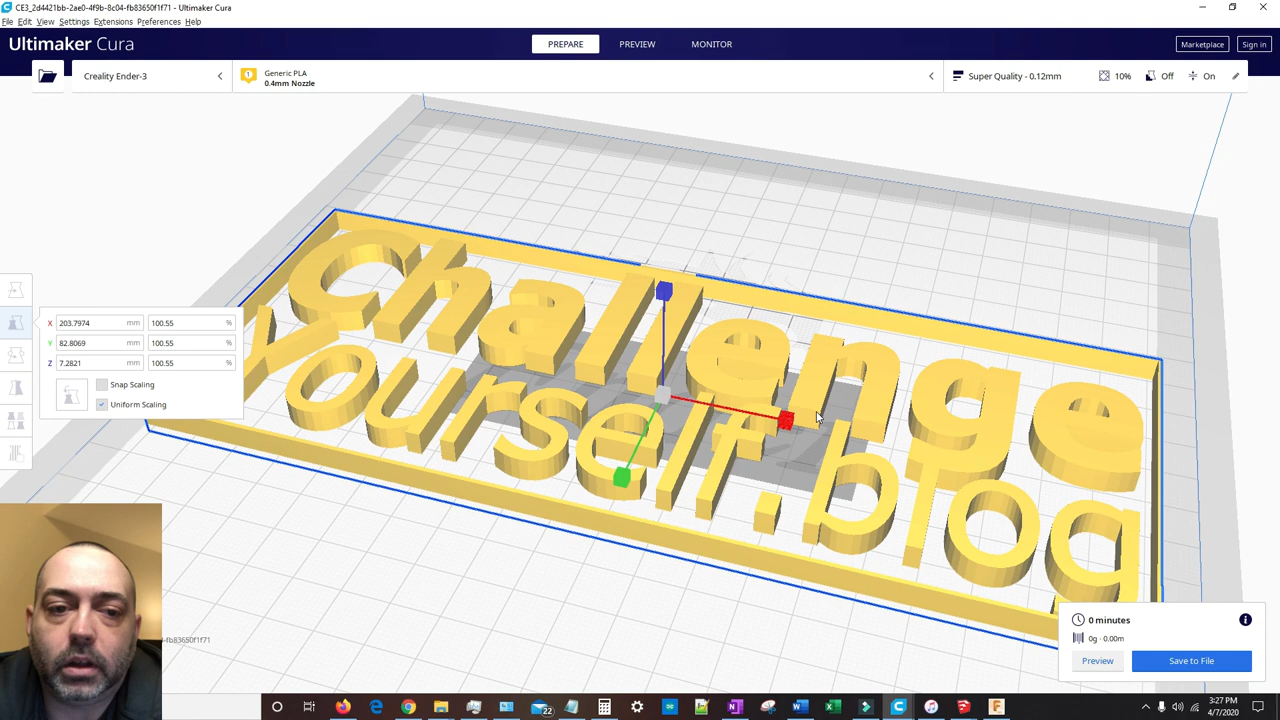 CE3_2d4421bb-2ae0-4f9b-8c04-fb83650f1f71 - Ultimaker Cura
File Edit View Settings Extensions Preferences Help
Ultimaker Cura
PREPARE
PREVIEW
MONITOR
Marketplace
Sign in
Creality Ender-3
1
Generic PLA
0.4mm Nozzle
Super Quality - 0.12mm
10%
Off
On
Challenge
yourself.blog
X 203.7974 mm 100.55 %
Y 82.8069 mm 100.55 %
Z 7.2821 mm 100.55 %
Snap Scaling
Uniform Scaling
-fb83650f1f71
0 minutes
0g · 0.00m
Preview
Save to File
22
3:27 PM
4/7/2020